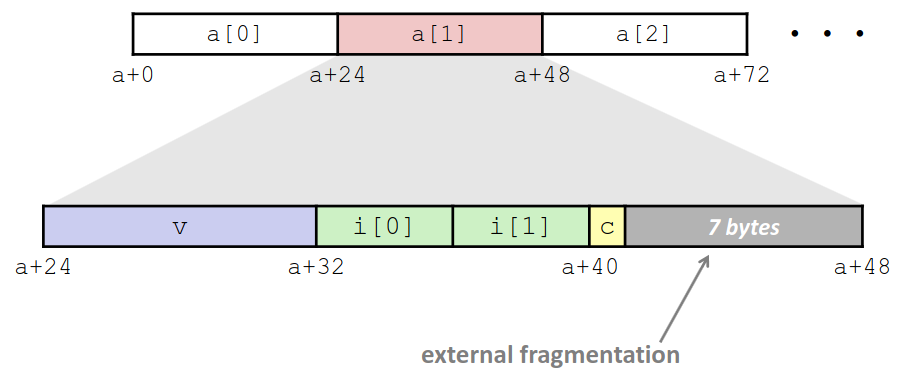 a[0] a[1] a[2] • • •
a+0 a+24 a+48 a+72
v i[0] i[1] c 7 bytes
a+24 a+32 a+40 a+48
external fragmentation